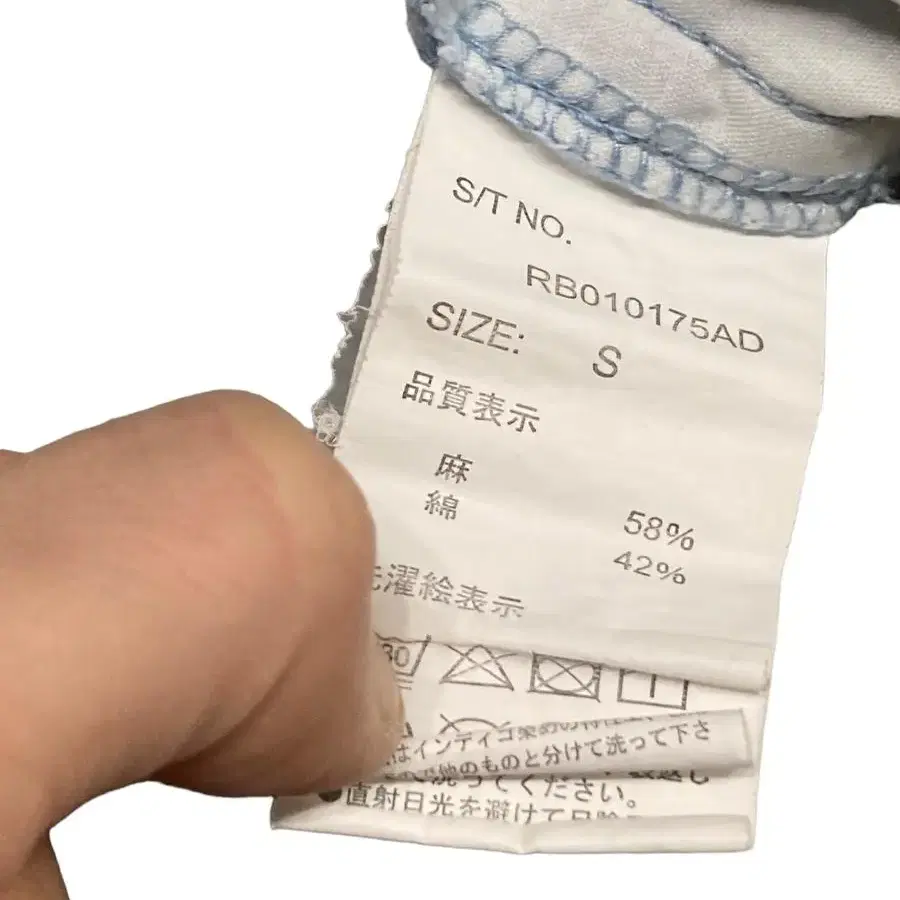 S/T NO.
RB010175AD
SIZE: S
品質表示
麻 58%
綿 42%
濯絵表示
30
はインディゴ染めの
のものと分けて洗って下さ
洗ってください。
直射日光を避けて